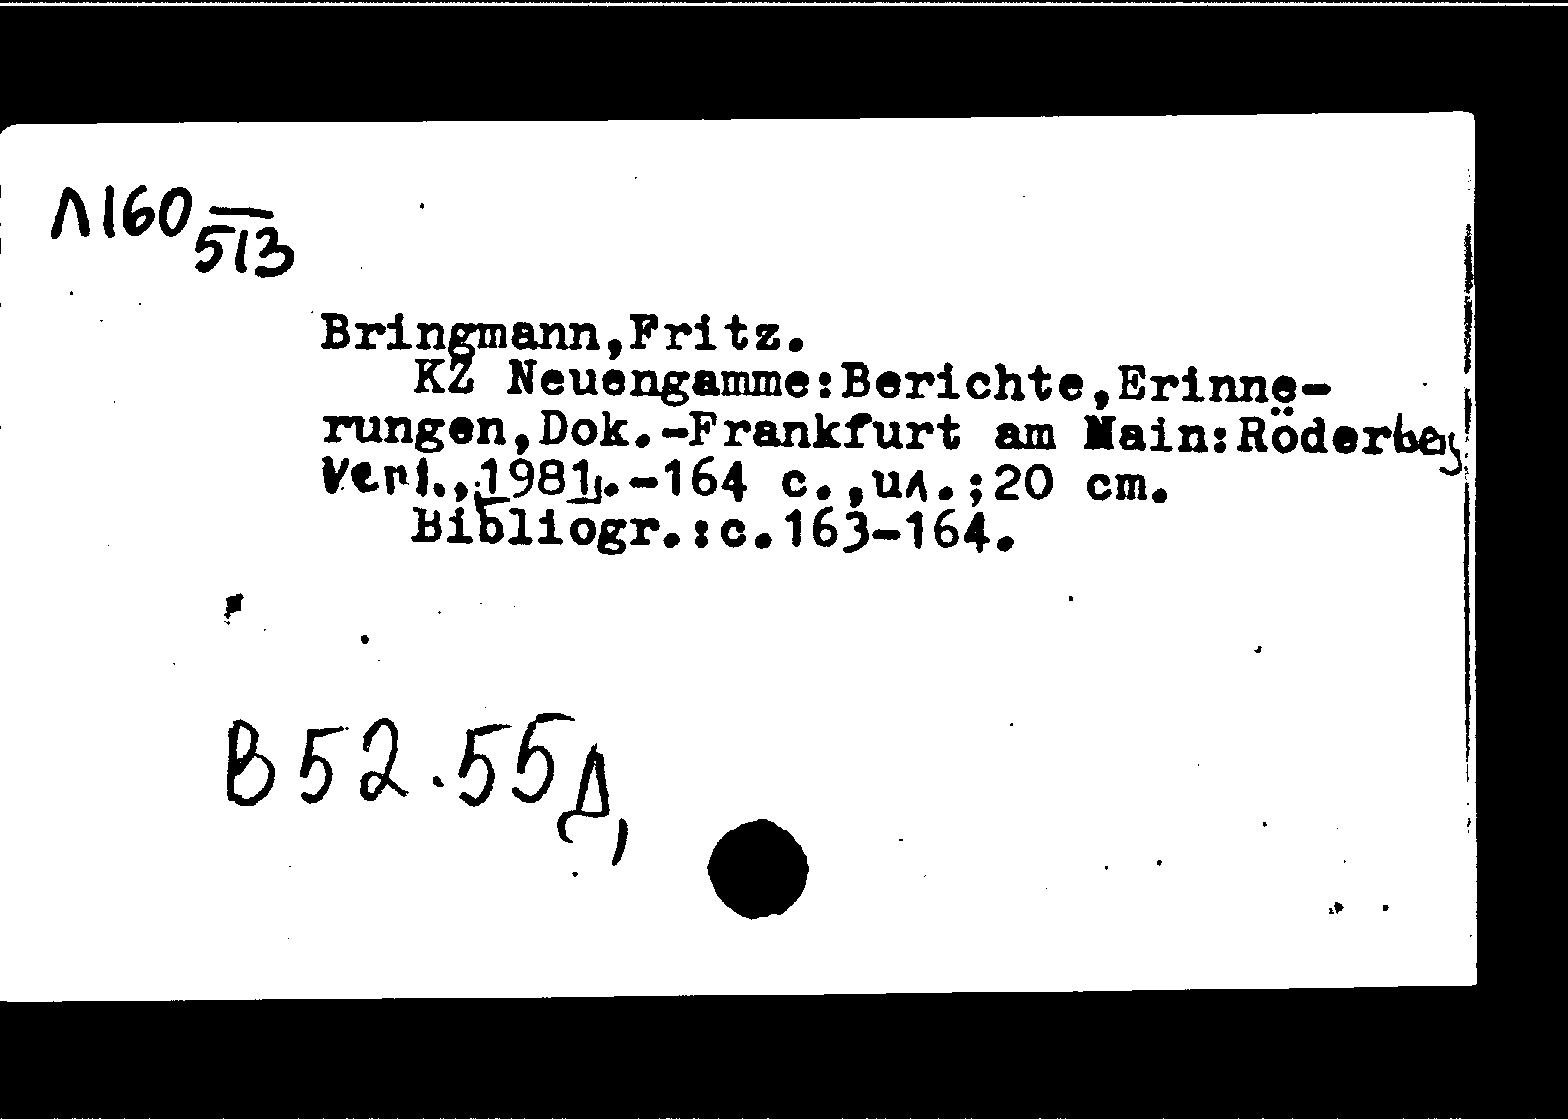 Л160
513
Bringmann,Fritz.
KZ Neuengamme:Berichte,Erinne-
rungen,Dok.-Frankfurt am Main:Röderberg
Verl.,1981.-164 с.,ил.;20 cm.
Bibliogr.:c.163-164.
В52.55д,